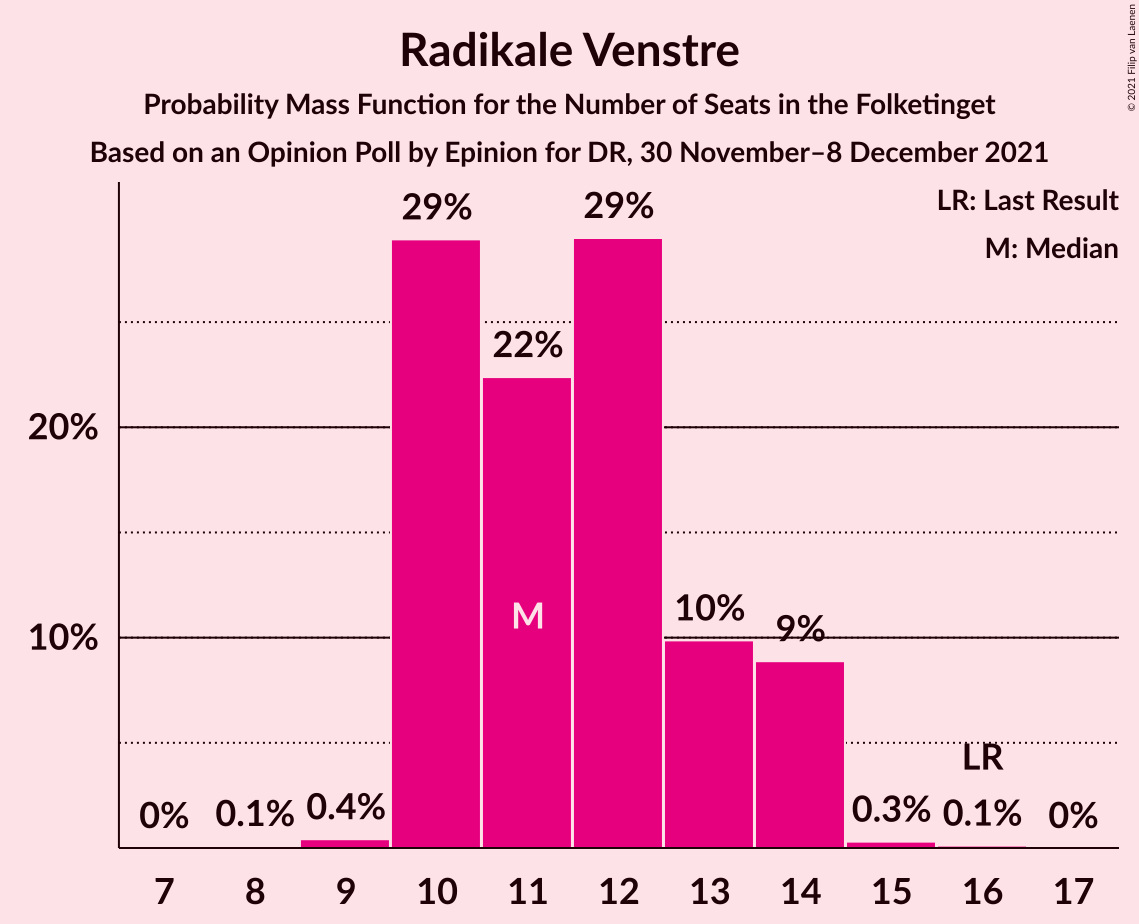 Radikale Venstre
Probability Mass Function for the Number of Seats in the Folketinget
Based on an Opinion Poll by Epinion for DR, 30 November–8 December 2021
© 2021 Filip van Laenen
LR: Last Result
M: Median
29%
29%
22%
20%
M
10%
10%
9%
LR
0%
0.1%
0.4%
0.3%
0.1%
0%
7 8 9 10 11 12 13 14 15 16 17